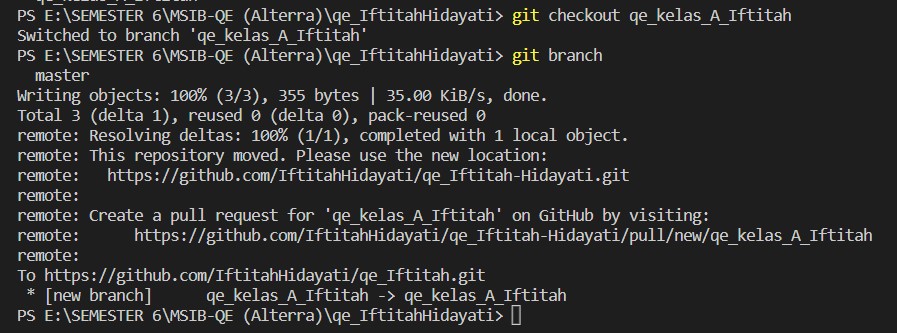 PS E:\SEMESTER 6\MSIB-QE (Alterra)\qe_IftitahHidayati> git checkout qe_kelas_A_Iftitah
Switched to branch 'qe_kelas_A_Iftitah'
PS E:\SEMESTER 6\MSIB-QE (Alterra)\qe_IftitahHidayati> git branch
  master
Writing objects: 100% (3/3), 355 bytes | 35.00 KiB/s, done.
Total 3 (delta 1), reused 0 (delta 0), pack-reused 0
remote: Resolving deltas: 100% (1/1), completed with 1 local object.
remote: This repository moved. Please use the new location:
remote:   https://github.com/IftitahHidayati/qe_Iftitah-Hidayati.git
remote:
remote: Create a pull request for 'qe_kelas_A_Iftitah' on GitHub by visiting:
remote:      https://github.com/IftitahHidayati/qe_Iftitah-Hidayati/pull/new/qe_kelas_A_Iftitah
remote:
To https://github.com/IftitahHidayati/qe_Iftitah.git
 * [new branch]      qe_kelas_A_Iftitah -> qe_kelas_A_Iftitah
PS E:\SEMESTER 6\MSIB-QE (Alterra)\qe_IftitahHidayati>